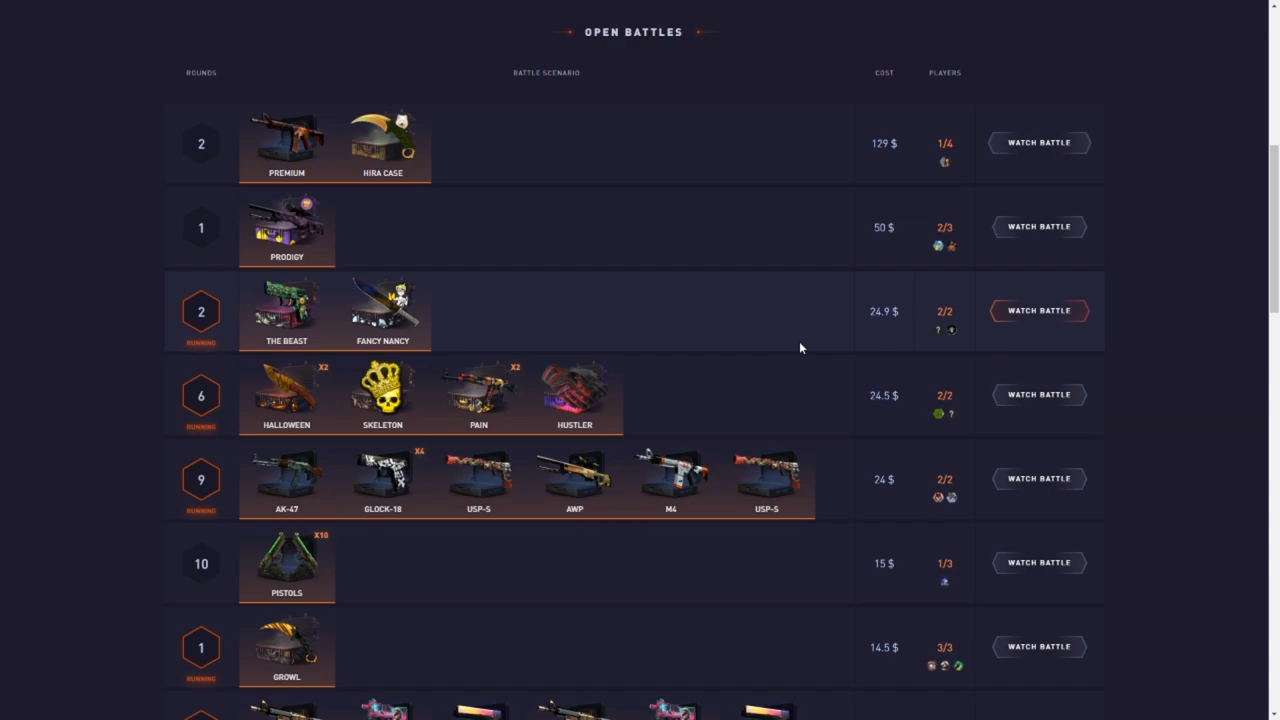 OPEN BATTLES
ROUNDS BATTLE SCENARIO COST PLAYERS
2 PREMIUM HIRA CASE 129 $ 1/4 WATCH BATTLE
1 PRODIGY 50 $ 2/3 WATCH BATTLE
2 RUNNING THE BEAST FANCY NANCY 24.9 $ 2/2 ? WATCH BATTLE
6 RUNNING X2 HALLOWEEN SKELETON X2 PAIN HUSTLER 24.5 $ 2/2 ? WATCH BATTLE
9 RUNNING AK-47 X4 GLOCK-18 USP-S AWP M4 USP-S 24 $ 2/2 WATCH BATTLE
10 X10 PISTOLS 15 $ 1/3 WATCH BATTLE
1 RUNNING GROWL 14.5 $ 3/3 WATCH BATTLE